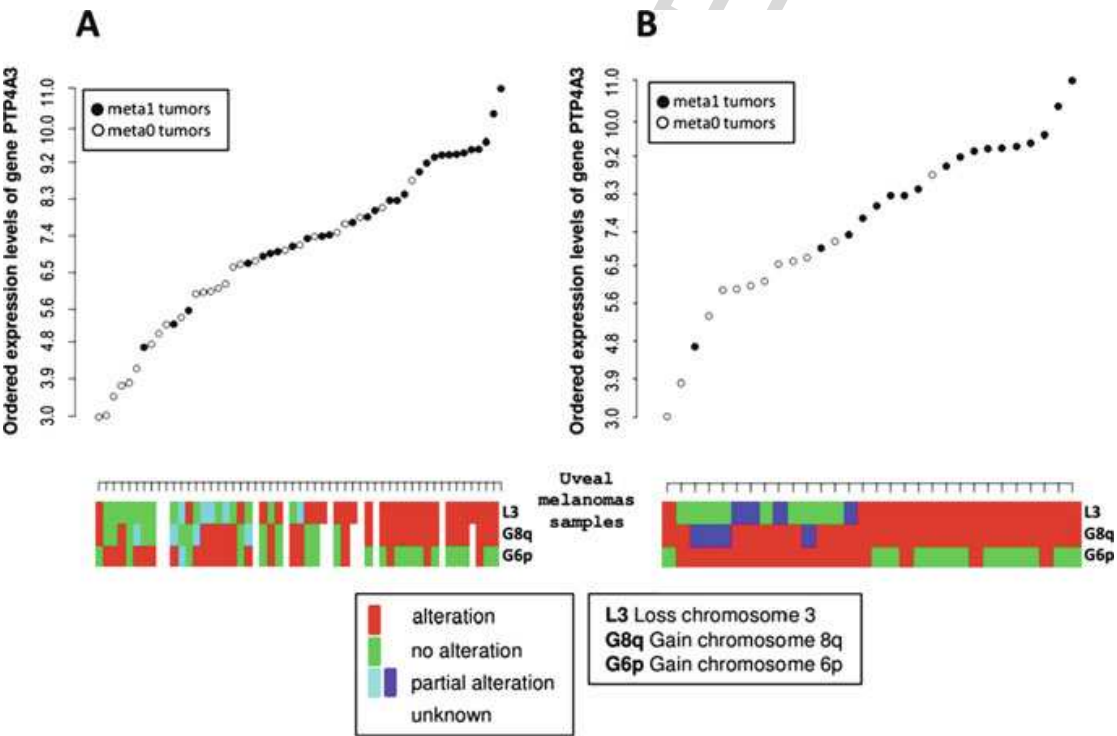 A
B
Ordered expression levels of gene PTP4A3
11.0
10.0
9.2
8.3
7.4
6.5
5.6
4.8
3.9
3.0
meta1 tumors
meta0 tumors
Ordered expression levels of gene PTP4A3
11.0
10.0
9.2
8.3
7.4
6.5
5.6
4.8
3.9
3.0
meta1 tumors
meta0 tumors
Uveal
melanomas
samples
L3
G8q
G6p
L3
G8q
G6p
alteration
no alteration
partial alteration
unknown
L3 Loss chromosome 3
G8q Gain chromosome 8q
G6p Gain chromosome 6p